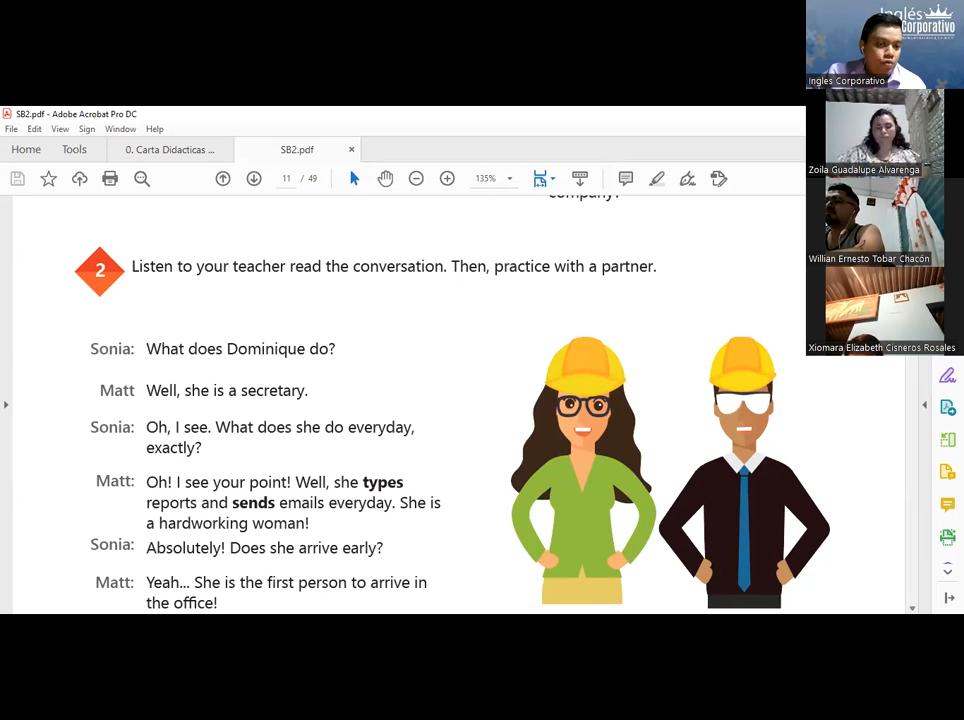 Inglés
Corporativo
Ingles Corporativo
SB2.pdf - Adobe Acrobat Pro DC
File Edit View Sign Window Help
Home Tools 0. Carta Didacticas ... SB2.pdf ×
11 / 49 135%
Zoila Guadalupe Alvarenga
company?
Willian Ernesto Tobar Chacón
2 Listen to your teacher read the conversation. Then, practice with a partner.
Xiomara Elizabeth Cisneros Rosales
Sonia: What does Dominique do?
Matt Well, she is a secretary.
Sonia: Oh, I see. What does she do everyday,
exactly?
Matt: Oh! I see your point! Well, she types
reports and sends emails everyday. She is
a hardworking woman!
Sonia: Absolutely! Does she arrive early?
Matt: Yeah... She is the first person to arrive in
the office!